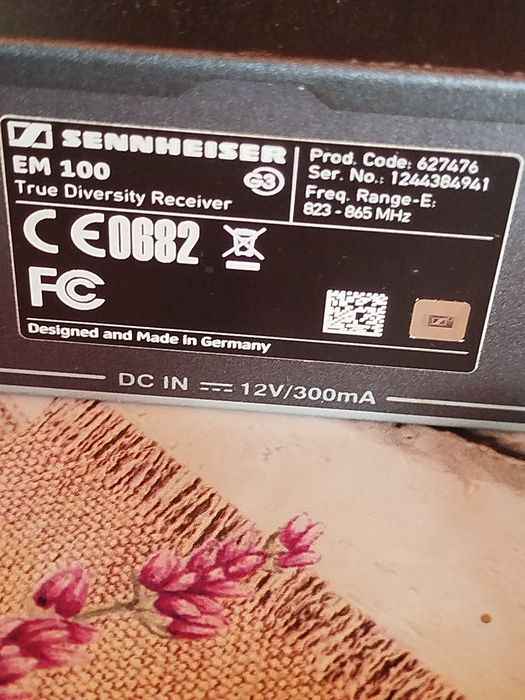 SENNHEISER
EM 100
G3
True Diversity Receiver
Prod. Code: 627476
Ser. No.: 1244384941
Freq. Range-E:
823 - 865 MHz
CE0682
FC
Designed and Made in Germany
DC IN 12V/300mA